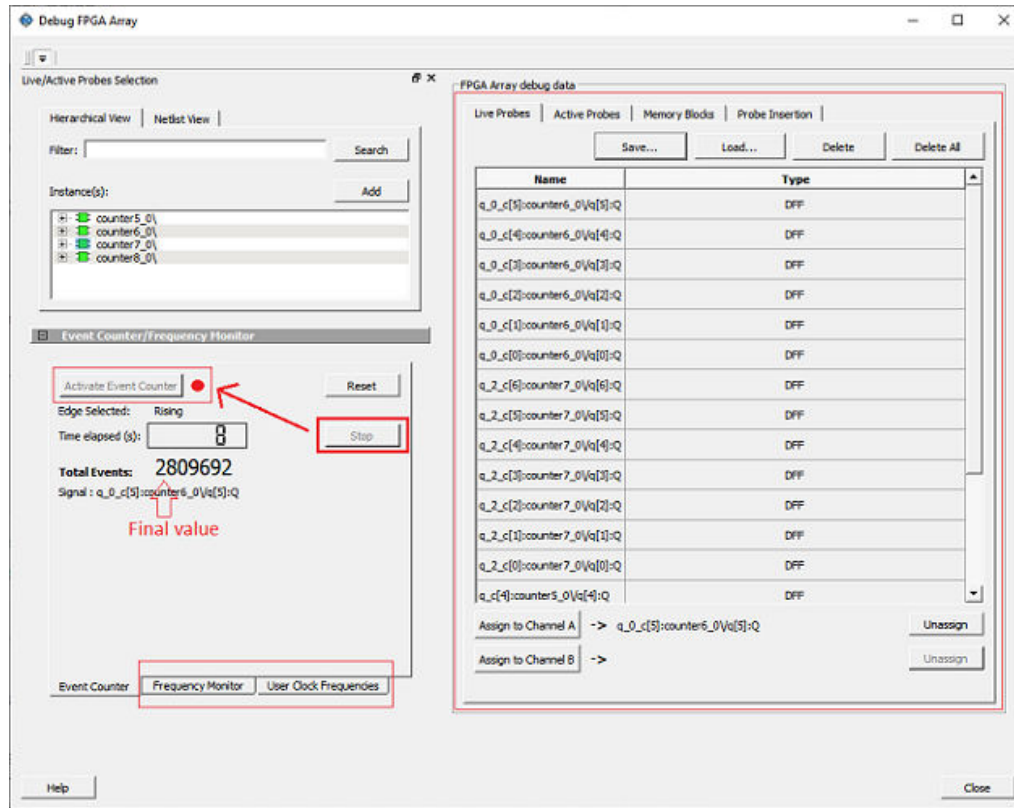 Debug FPGA Array
Live/Active Probes Selection
Hierarchical View Netlist View
Filter: Search
Instance(s): Add
counter5_0\
counter6_0\
counter7_0\
counter8_0\
Event Counter/Frequency Monitor
Activate Event Counter Reset
Edge Selected: Rising
Time elapsed (s): 8 Stop
Total Events: 2809692
Signal : q_0_c[5]:counter6_0\/q[5]:Q
Final value
Event Counter Frequency Monitor User Clock Frequencies
FPGA Array debug data
Live Probes Active Probes Memory Blocks Probe Insertion
Save... Load... Delete Delete All
Name Type
q_0_c[5]:counter6_0\/q[5]:Q DFF
q_0_c[4]:counter6_0\/q[4]:Q DFF
q_0_c[3]:counter6_0\/q[3]:Q DFF
q_0_c[2]:counter6_0\/q[2]:Q DFF
q_0_c[1]:counter6_0\/q[1]:Q DFF
q_0_c[0]:counter6_0\/q[0]:Q DFF
q_2_c[6]:counter7_0\/q[6]:Q DFF
q_2_c[5]:counter7_0\/q[5]:Q DFF
q_2_c[4]:counter7_0\/q[4]:Q DFF
q_2_c[3]:counter7_0\/q[3]:Q DFF
q_2_c[2]:counter7_0\/q[2]:Q DFF
q_2_c[1]:counter7_0\/q[1]:Q DFF
q_2_c[0]:counter7_0\/q[0]:Q DFF
q_c[4]:counter5_0\/q[4]:Q DFF
Assign to Channel A -> q_0_c[5]:counter6_0\/q[5]:Q Unassign
Assign to Channel B -> Unassign
Help Close